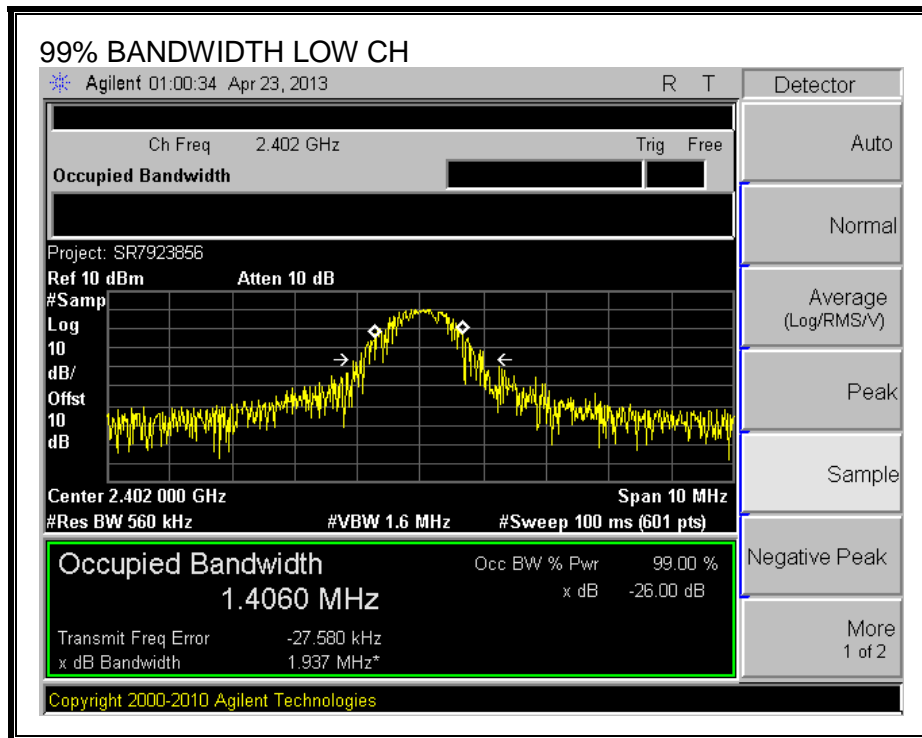 99% BANDWIDTH LOW CH
Agilent 01:00:34 Apr 23, 2013 R T
Detector
Ch Freq 2.402 GHz Trig Free
Occupied Bandwidth
Project: SR7923856
Ref 10 dBm Atten 10 dB
#Samp
Log
10
dB/
Offst
10
dB
Center 2.402 000 GHz Span 10 MHz
#Res BW 560 kHz #VBW 1.6 MHz #Sweep 100 ms (601 pts)
Occupied Bandwidth
1.4060 MHz
Occ BW % Pwr 99.00 %
x dB -26.00 dB
Transmit Freq Error -27.580 kHz
x dB Bandwidth 1.937 MHz*
Copyright 2000-2010 Agilent Technologies
Auto
Normal
Average
(Log/RMS/V)
Peak
Sample
Negative Peak
More
1 of 2